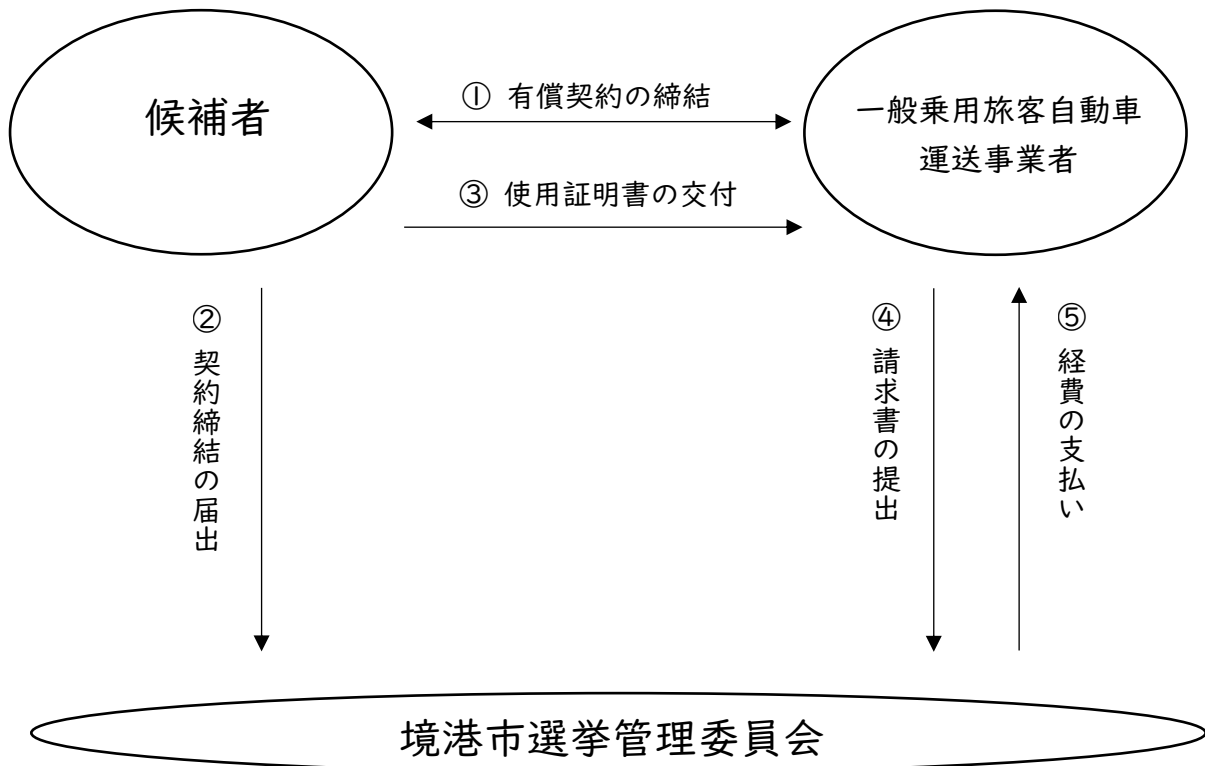 候補者
① 有償契約の締結
一般乗用旅客自動車
運送事業者
③ 使用証明書の交付
② 契約締結の届出
④ 請求書の提出
⑤ 経費の支払い
境港市選挙管理委員会